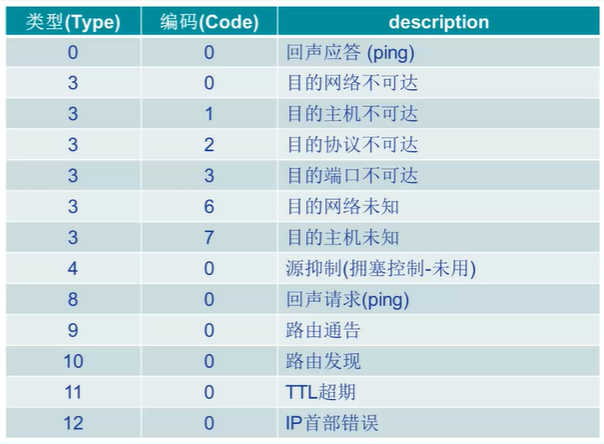 类型(Type) 编码(Code) description
0 0 回声应答 (ping)
3 0 目的网络不可达
3 1 目的主机不可达
3 2 目的协议不可达
3 3 目的端口不可达
3 6 目的网络未知
3 7 目的主机未知
4 0 源抑制(拥塞控制-未用)
8 0 回声请求(ping)
9 0 路由通告
10 0 路由发现
11 0 TTL超期
12 0 IP首部错误